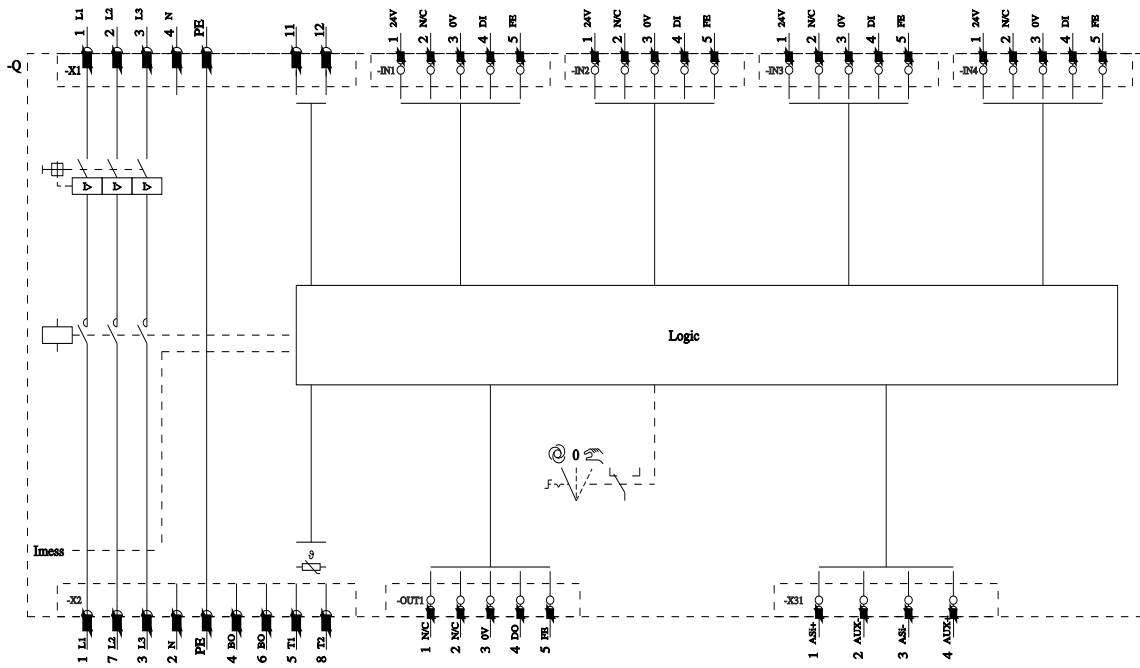 1 L1
2 L2
3 L3
4 N
PE
11
12
1 24V
2 N/C
3 0V
4 DI
5 FE
1 24V
2 N/C
3 0V
4 DI
5 FE
1 24V
2 N/C
3 0V
4 DI
5 FE
1 24V
2 N/C
3 0V
4 DI
5 FE
-Q
-X1
-IN1
-IN2
-IN3
-IN4
Logic
0
Imess
ϑ
-X2
-OUT1
-X31
1 L1
7 L2
3 L3
2 N
PE
4 BO
6 BO
5 T1
8 T2
1 N/C
2 N/C
3 0V
4 DO
5 FE
1 ASi+
2 AUX-
3 ASi-
4 AUX+